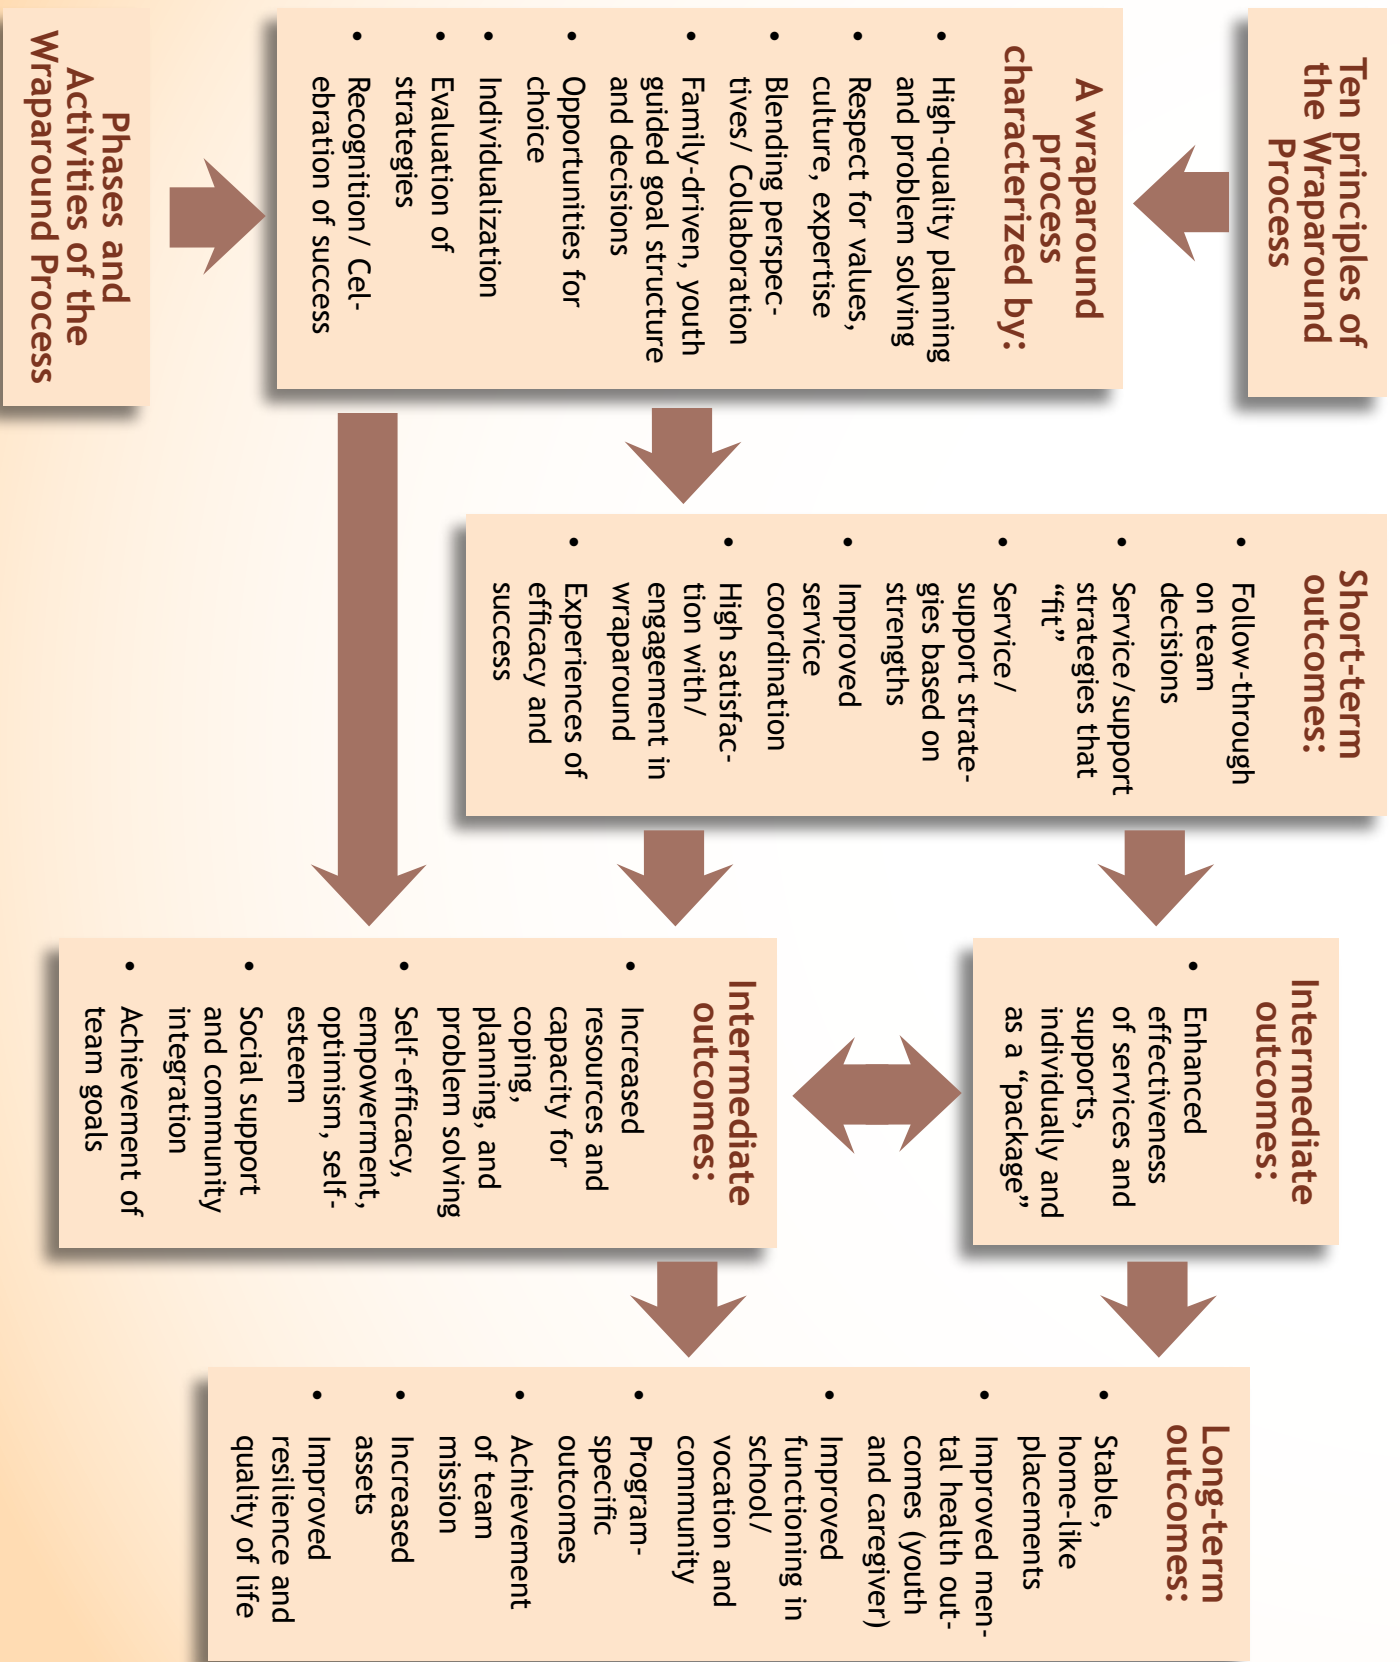 Ten principles of
the Wraparound
Process
A wraparound
process
characterized by:
• High-quality planning
and problem solving
• Respect for values,
culture, expertise
• Blending perspec-
tives/ Collaboration
• Family-driven, youth
guided goal structure
and decisions
• Opportunities for
choice
• Individualization
• Evaluation of
strategies
• Recognition/ Cel-
ebration of success
Phases and
Activities of the
Wraparound Process
Short-term
outcomes:
• Follow-through
on team
decisions
• Service/support
strategies that
“fit”
• Service/
support strate-
gies based on
strengths
• Improved
service
coordination
• High satisfac-
tion with/
engagement in
wraparound
• Experiences of
efficacy and
success
Intermediate
outcomes:
• Enhanced
effectiveness
of services and
supports,
individually and
as a “package”
Intermediate
outcomes:
• Increased
resources and
capacity for
coping,
planning, and
problem solving
• Self-efficacy,
empowerment,
optimism, self-
esteem
• Social support
and community
integration
• Achievement of
team goals
Long-term
outcomes:
• Stable,
home-like
placements
• Improved men-
tal health out-
comes (youth
and caregiver)
• Improved
functioning in
school/
vocation and
community
• Program-
specific
outcomes
• Achievement
of team
mission
• Increased
assets
• Improved
resilience and
quality of life